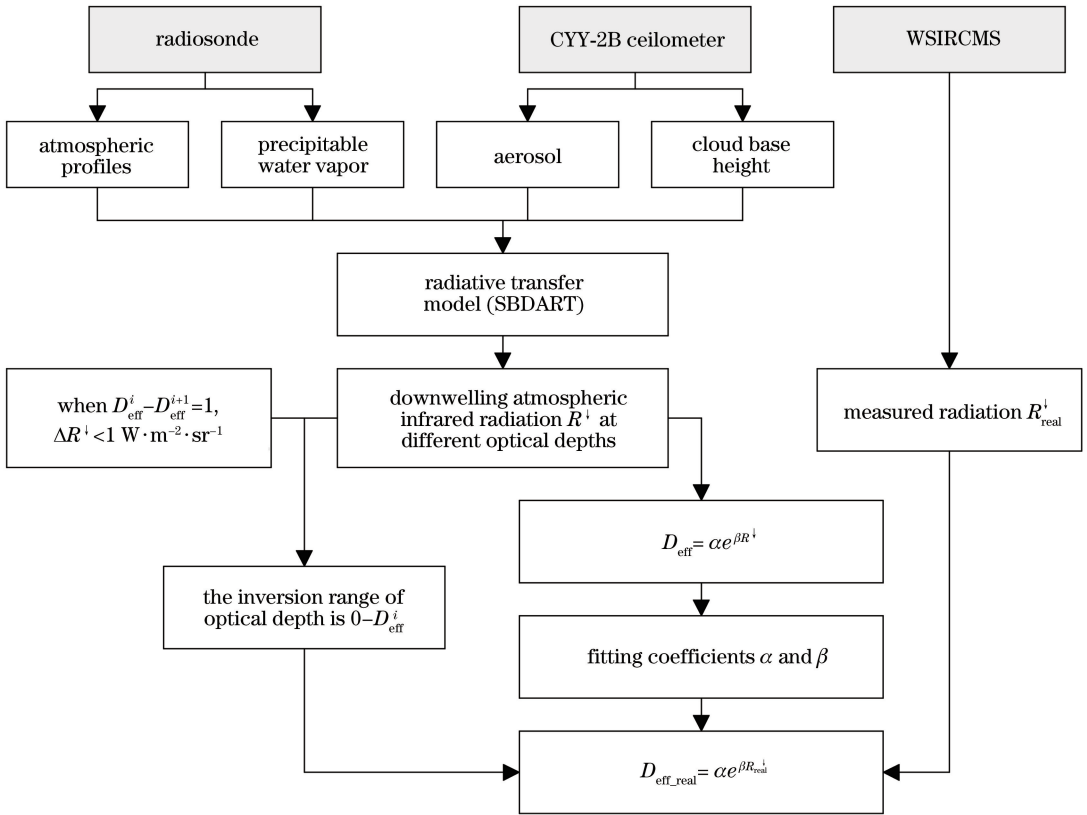 radiosonde
CYY-2B ceilometer
WSIRCMS
atmospheric
profiles
precipitable
water vapor
aerosol
cloud base
height
radiative transfer
model (SBDART)
when D^i_eff–D^{i+1}_eff=1,
ΔR↓<1 W·m⁻²·sr⁻¹
downwelling atmospheric
infrared radiation R↓ at
different optical depths
measured radiation R↓_real
D_eff= αe^{βR↓}
the inversion range of
optical depth is 0–D^i_eff
fitting coefficients α and β
D_eff_real= αe^{βR_real↓}